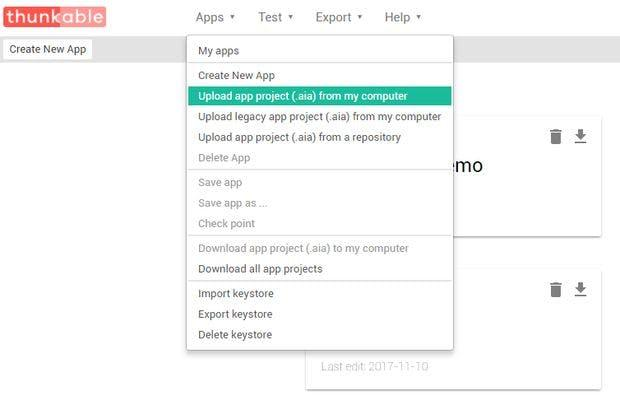 thunkable
Apps ▼ Test ▼ Export ▼ Help ▼
Create New App
My apps
Create New App
Upload app project (.aia) from my computer
Upload legacy app project (.aia) from my computer
Upload app project (.aia) from a repository
Delete App
Save app
Save app as ...
Check point
Download app project (.aia) to my computer
Download all app projects
Import keystore
Export keystore
Delete keystore
emo
Last edit: 2017-11-10